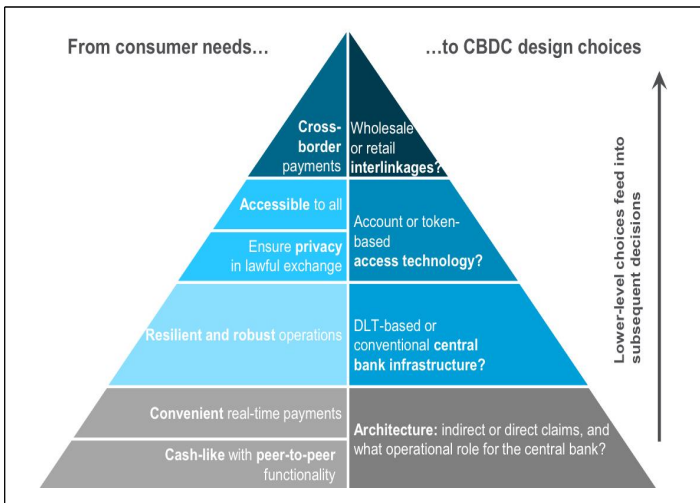 From consumer needs…
…to CBDC design choices
Cross-
border
payments
Wholesale
or retail
interlinkages?
Accessible to all
Ensure privacy
in lawful exchange
Account or token-
based
access technology?
Resilient and robust operations
DLT-based or
conventional central
bank infrastructure?
Convenient real-time payments
Cash-like with peer-to-peer
functionality
Architecture: indirect or direct claims, and
what operational role for the central bank?
Lower-level choices feed into
subsequent decisions